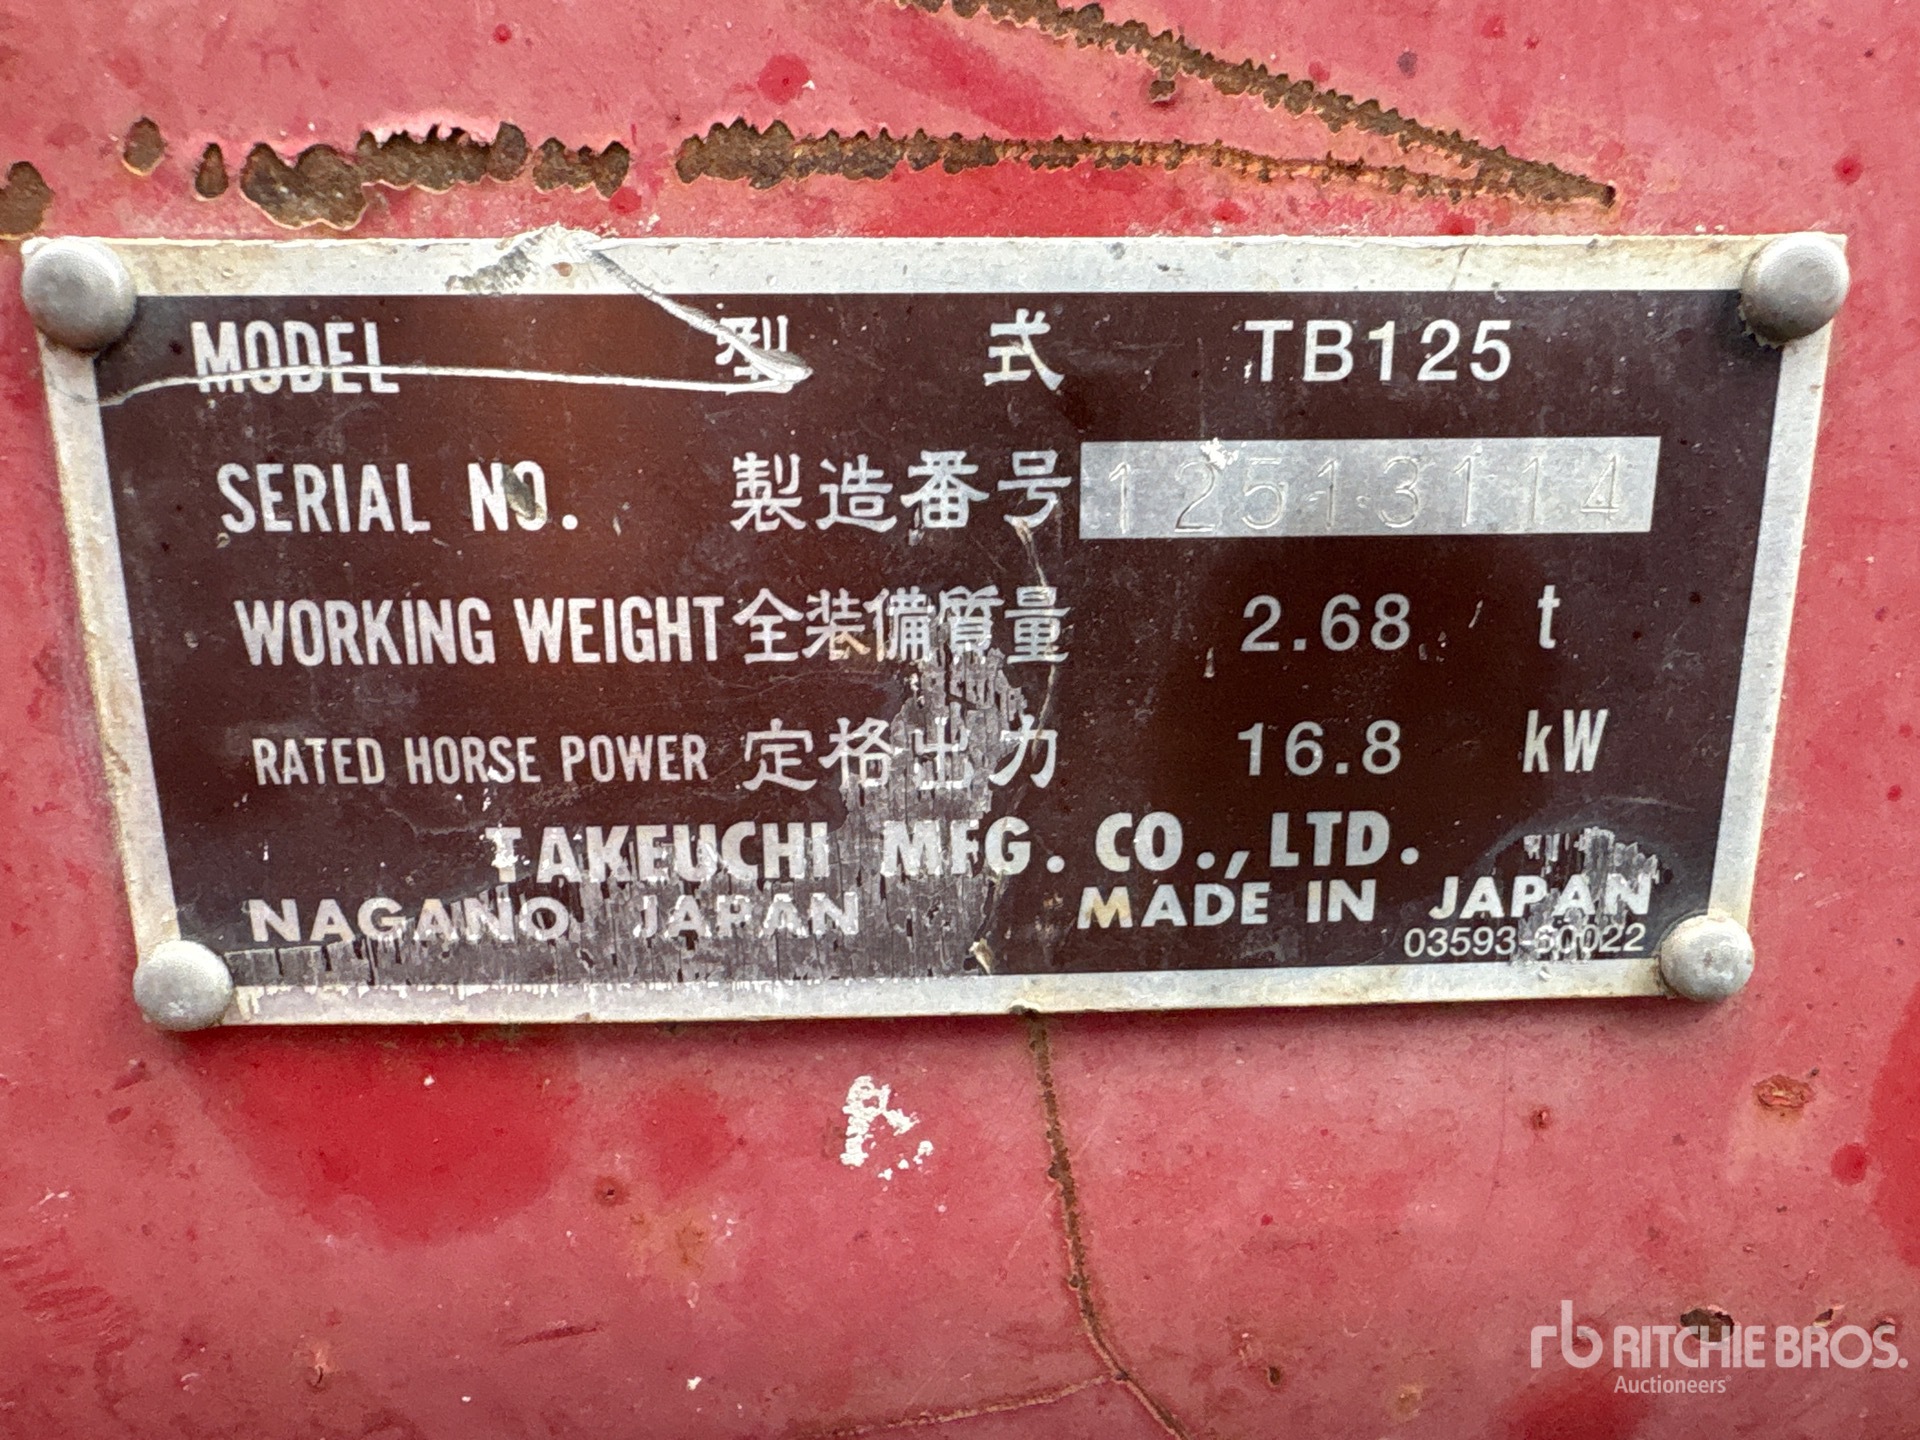 MODEL 型 式 TB125
SERIAL NO. 製造番号 12513114
WORKING WEIGHT 全装備質量 2.68 t
RATED HORSE POWER 定格出力 16.8 kW
TAKEUCHI MFG. CO., LTD.
NAGANO JAPAN MADE IN JAPAN
03593-60022
rb RITCHIE BROS.
Auctioneers